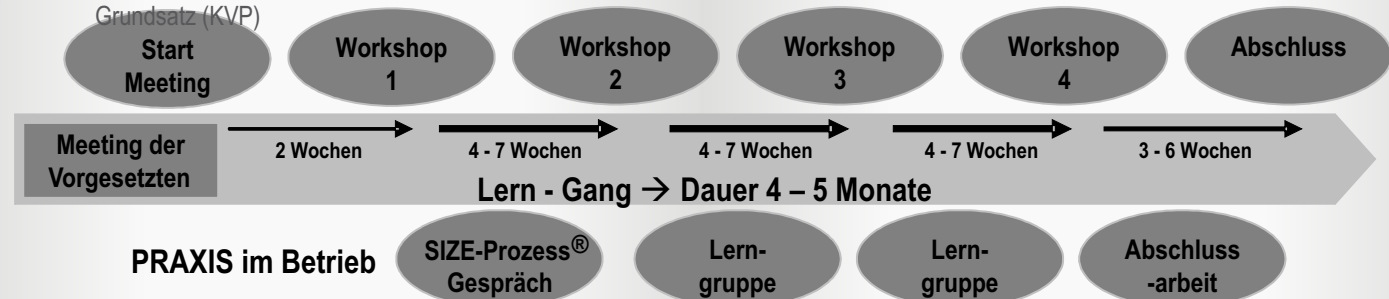 Grundsatz (KVP)
Start
Meeting
Workshop
1
Workshop
2
Workshop
3
Workshop
4
Abschluss
Meeting der
Vorgesetzten
2 Wochen
4 - 7 Wochen
4 - 7 Wochen
4 - 7 Wochen
3 - 6 Wochen
Lern - Gang → Dauer 4 – 5 Monate
PRAXIS im Betrieb
SIZE-Prozess®
Gespräch
Lern-
gruppe
Lern-
gruppe
Abschluss
-arbeit